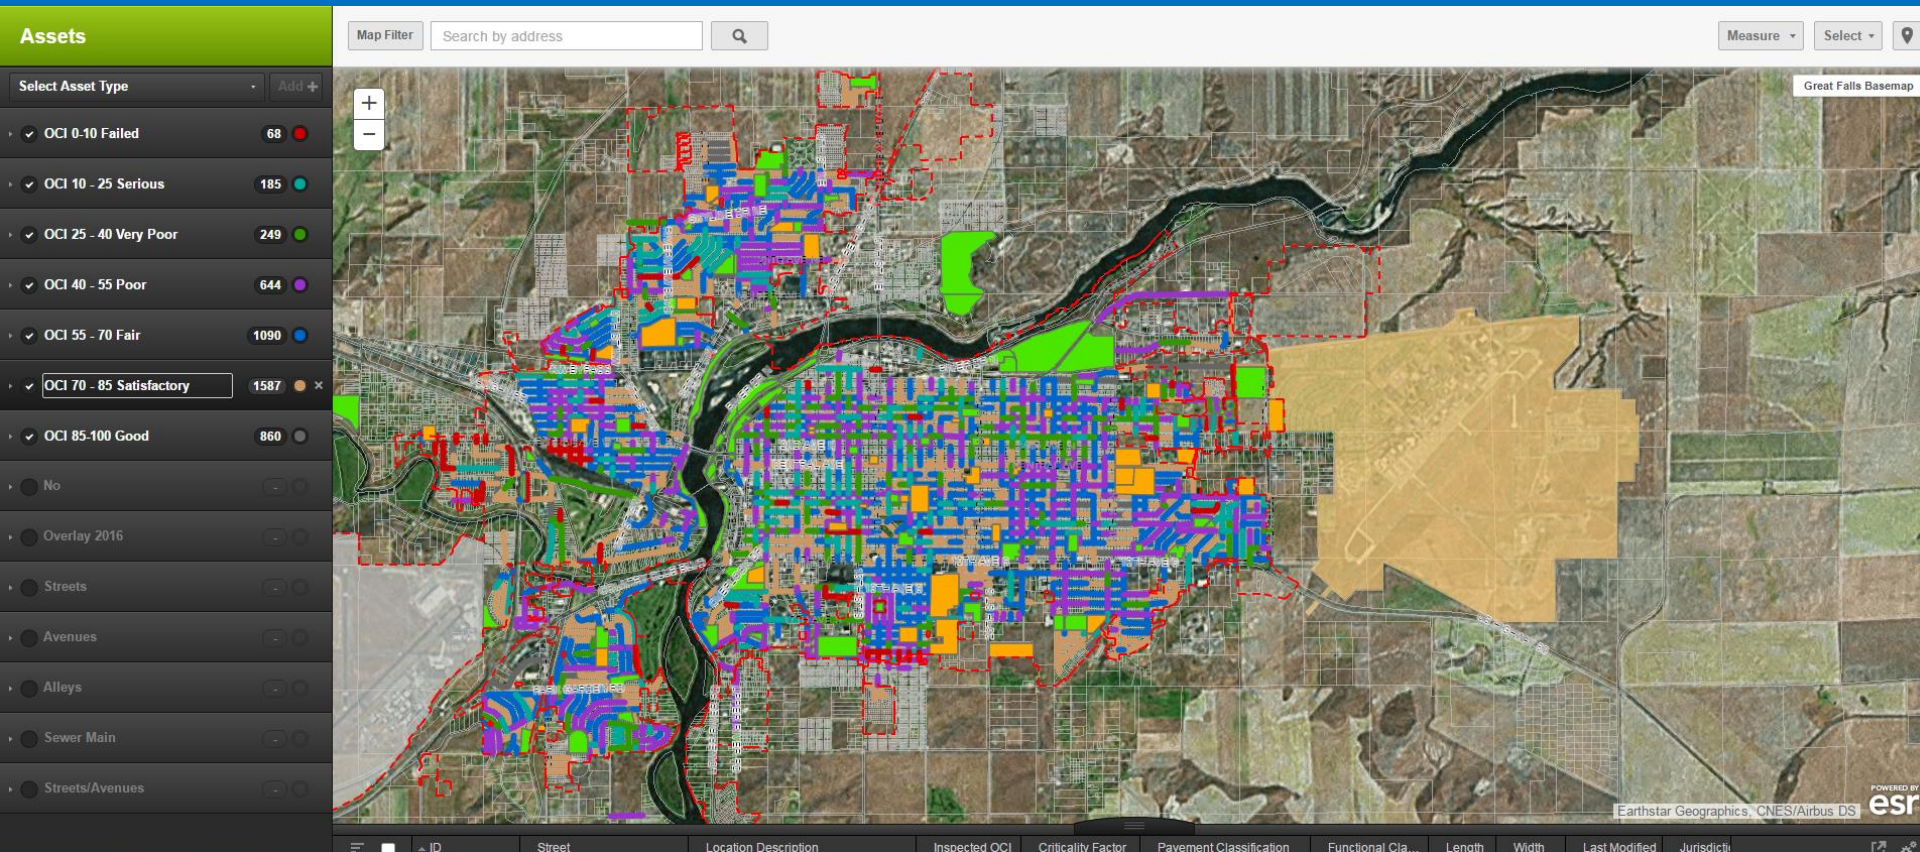 Assets
Map Filter
Search by address
Measure
Select
Select Asset Type
Add +
Great Falls Basemap
+
−
OCI 0-10 Failed 68
OCI 10 - 25 Serious 185
OCI 25 - 40 Very Poor 249
OCI 40 - 55 Poor 644
OCI 55 - 70 Fair 1090
OCI 70 - 85 Satisfactory 1587 ×
OCI 85-100 Good 860
No -
Overlay 2016 -
Streets -
Avenues -
Alleys -
Sewer Main -
Streets/Avenues -
POWERED BY
esri
Earthstar Geographics, CNES/Airbus DS
ID Street Location Description Inspected OCI Criticality Factor Pavement Classification Functional Cla... Length Width Last Modified Jurisdicti